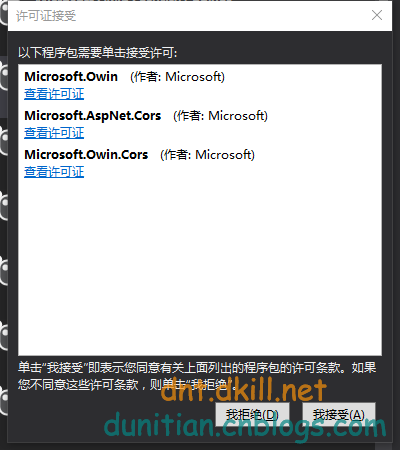 许可证接受
以下程序包需要单击接受许可:
Microsoft.Owin (作者: Microsoft)
查看许可证
Microsoft.AspNet.Cors (作者: Microsoft)
查看许可证
Microsoft.Owin.Cors (作者: Microsoft)
查看许可证
单击“我接受”即表示您同意有关上面列出的程序包的许可条款。如果
您不同意这些许可条款，则单击“我拒绝”。
dnt.dkill.net
我拒绝(D) 我接受(A)
dunitian.cnblogs.com